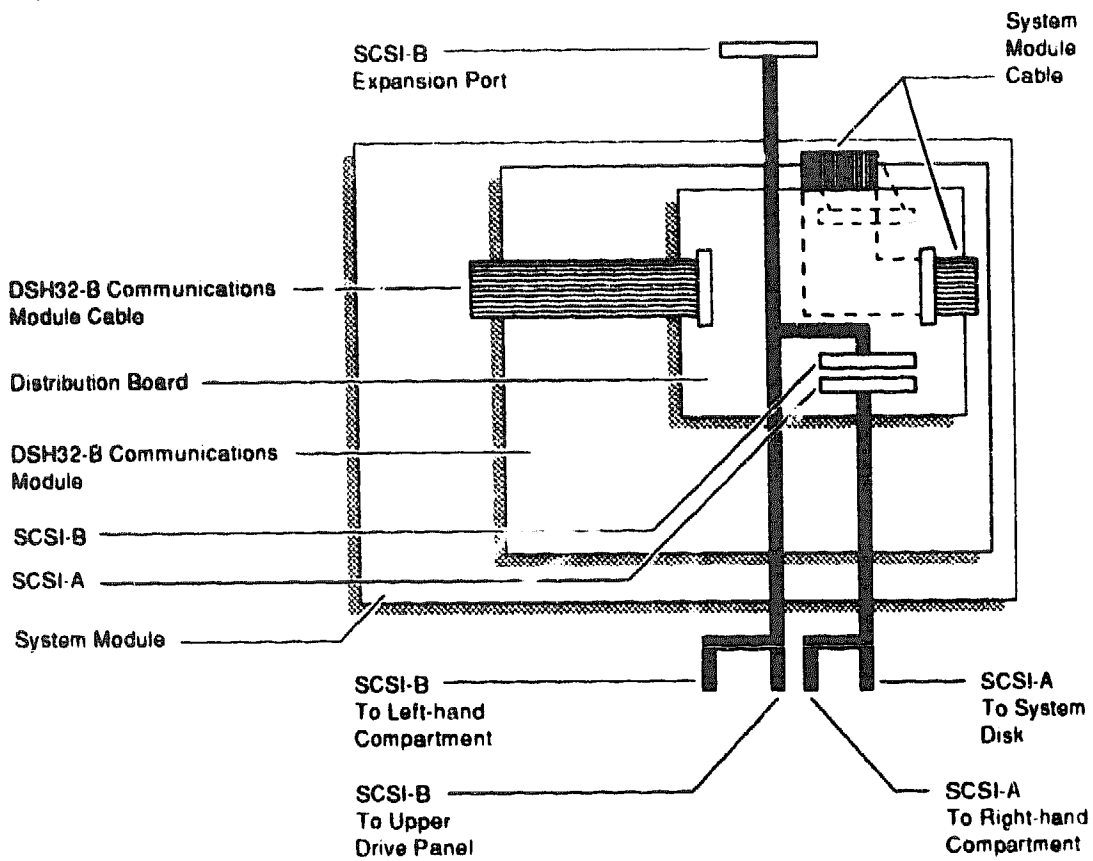 SCSI-B
Expansion Port
System
Module
Cable
DSH32-B Communications
Module Cable
Distribution Board
DSH32-B Communications
Module
SCSI-B
SCSI-A
System Module
SCSI-B
To Left-hand
Compartment
SCSI-A
To System
Disk
SCSI-B
To Upper
Drive Panel
SCSI-A
To Right-hand
Compartment